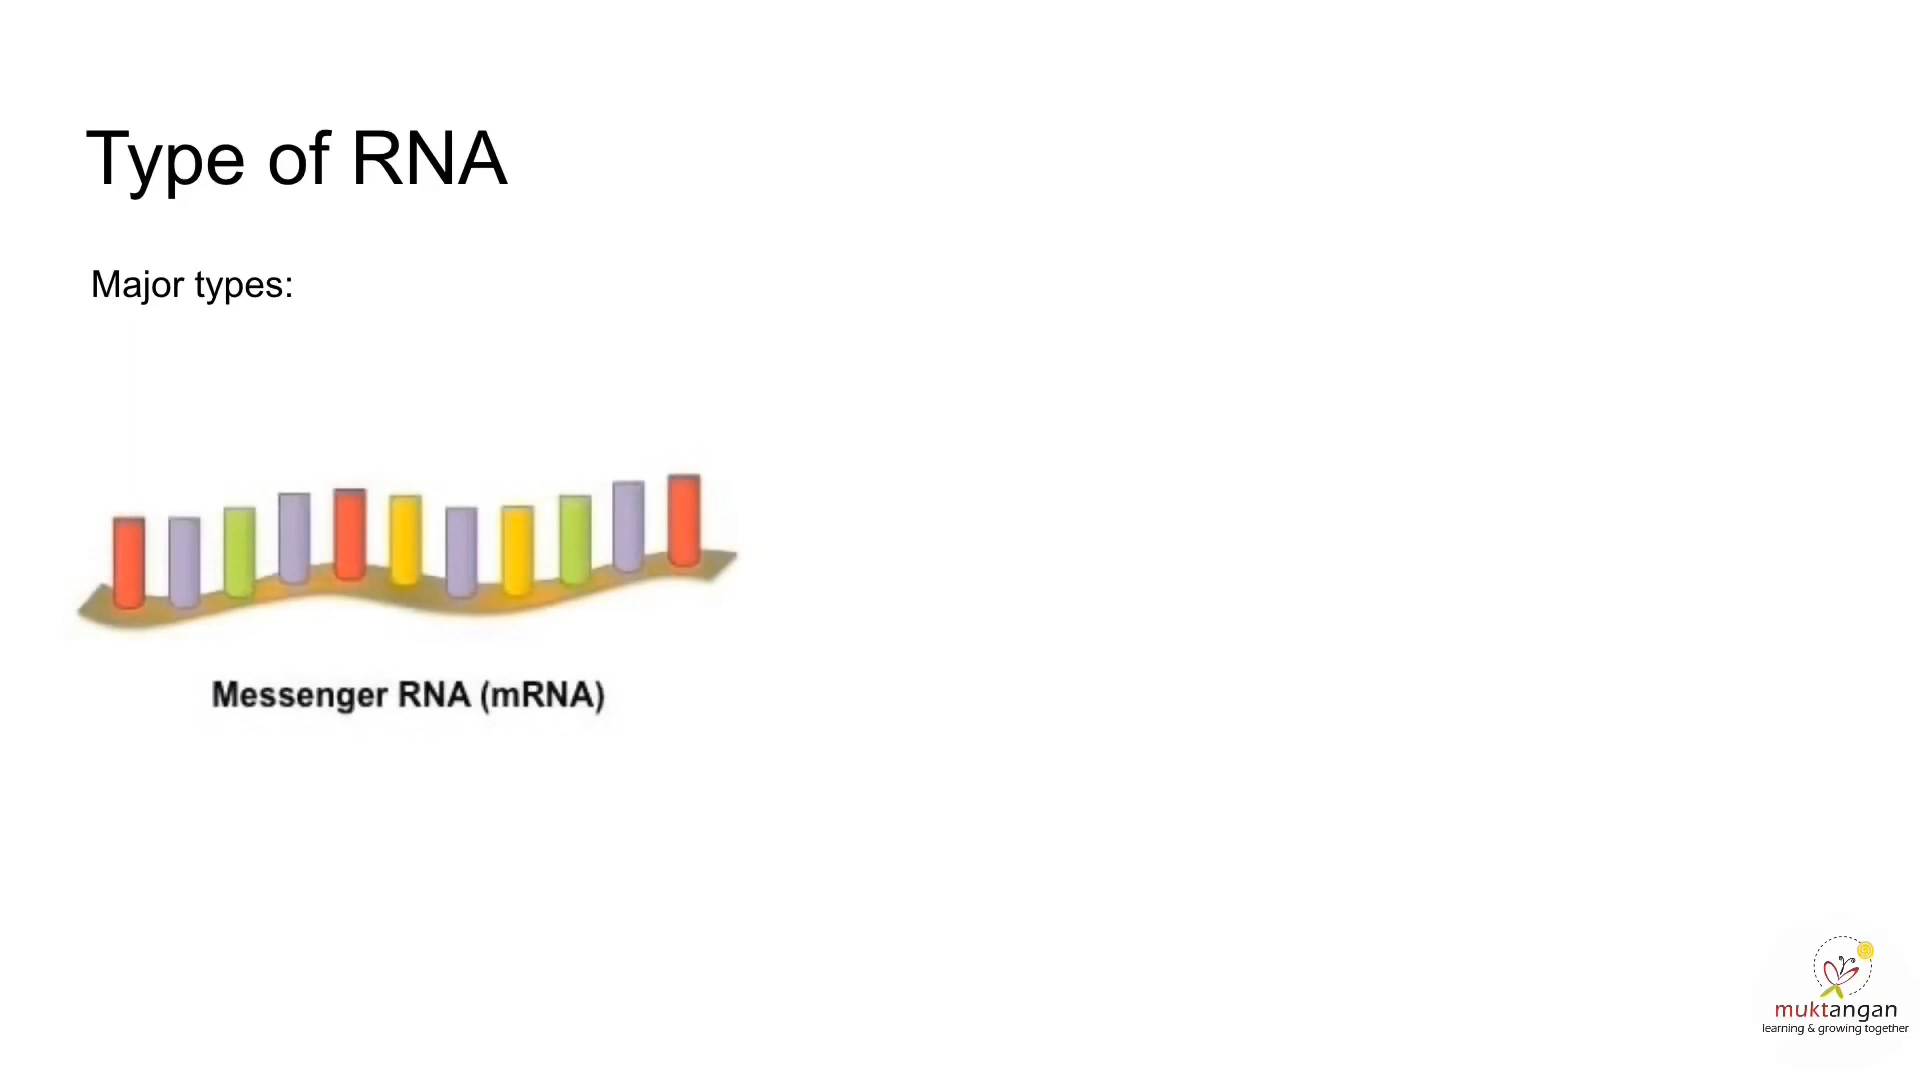 Type of RNA
Major types:
Messenger RNA (mRNA)
muktangan
learning & growing together